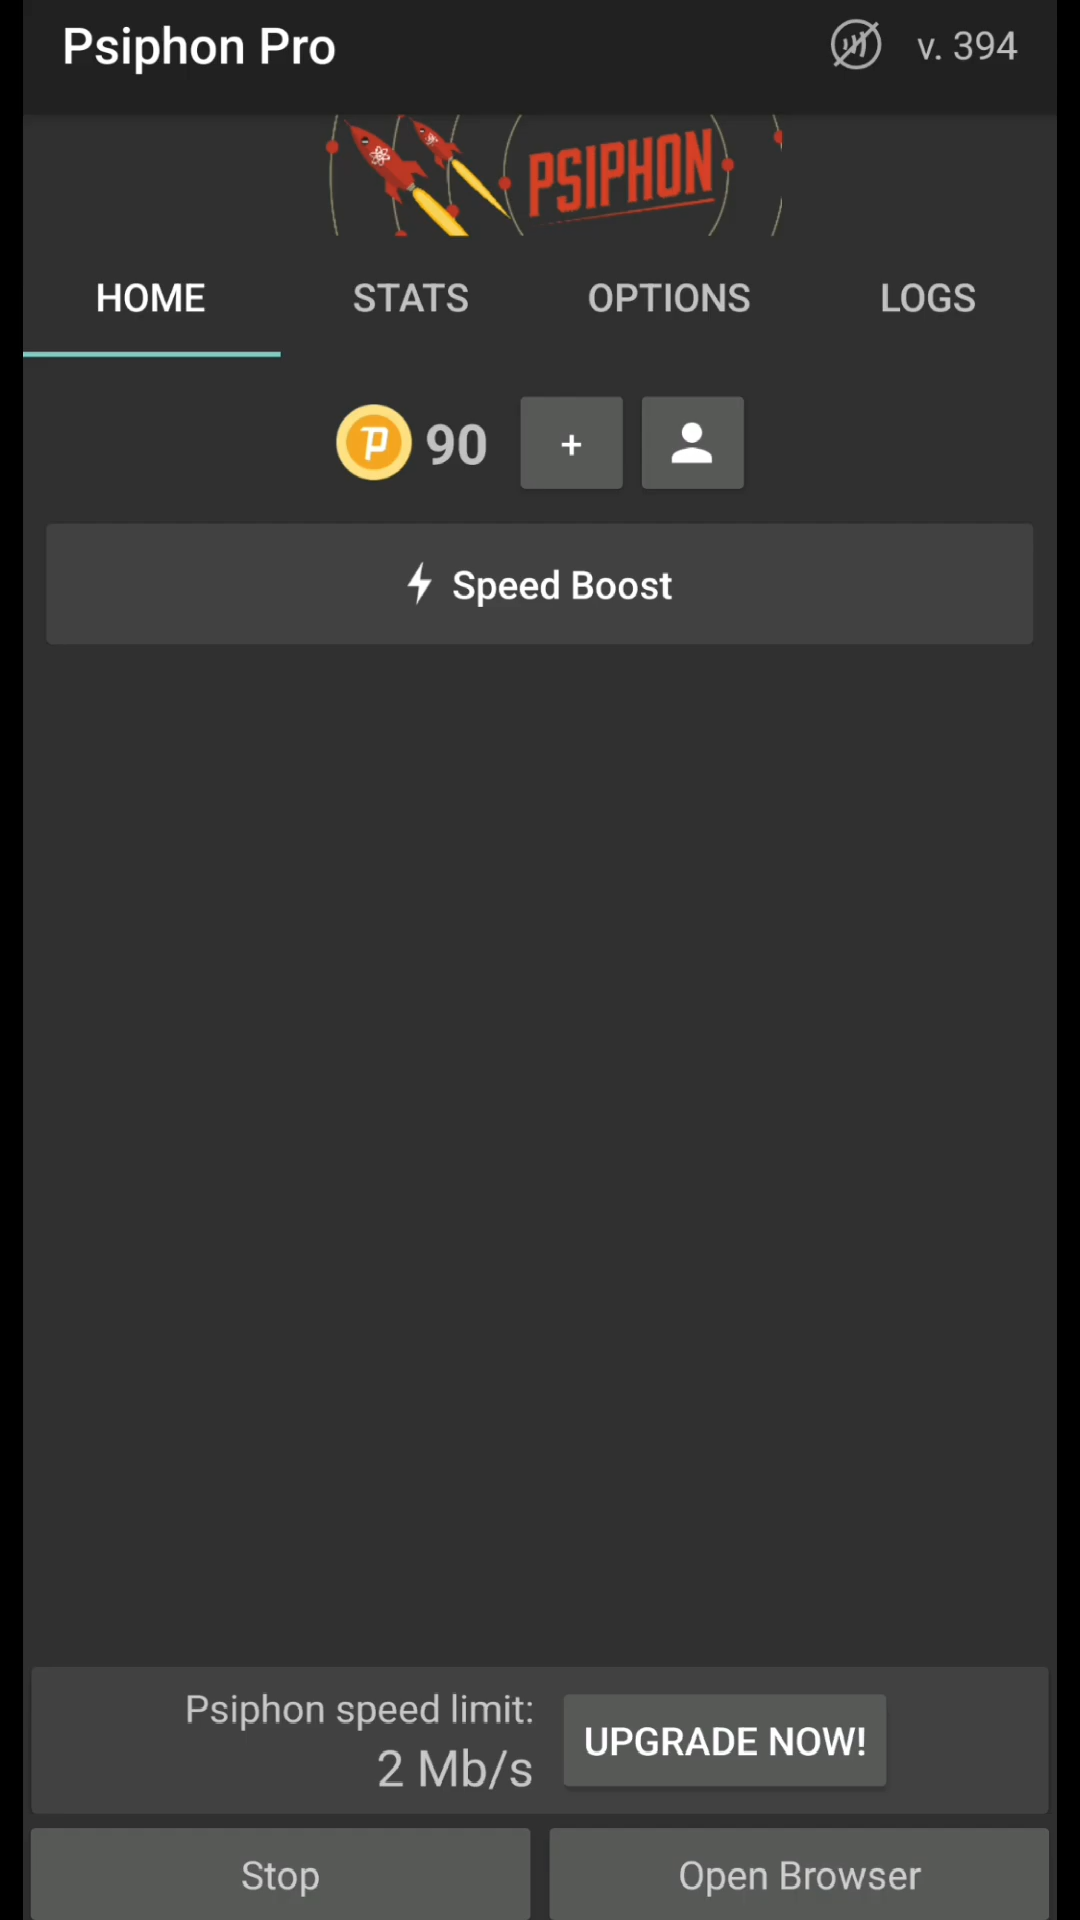 Psiphon Pro
v. 394
PSIPHON
HOME STATS OPTIONS LOGS
90 +
Speed Boost
Psiphon speed limit:
2 Mb/s
UPGRADE NOW!
Stop Open Browser